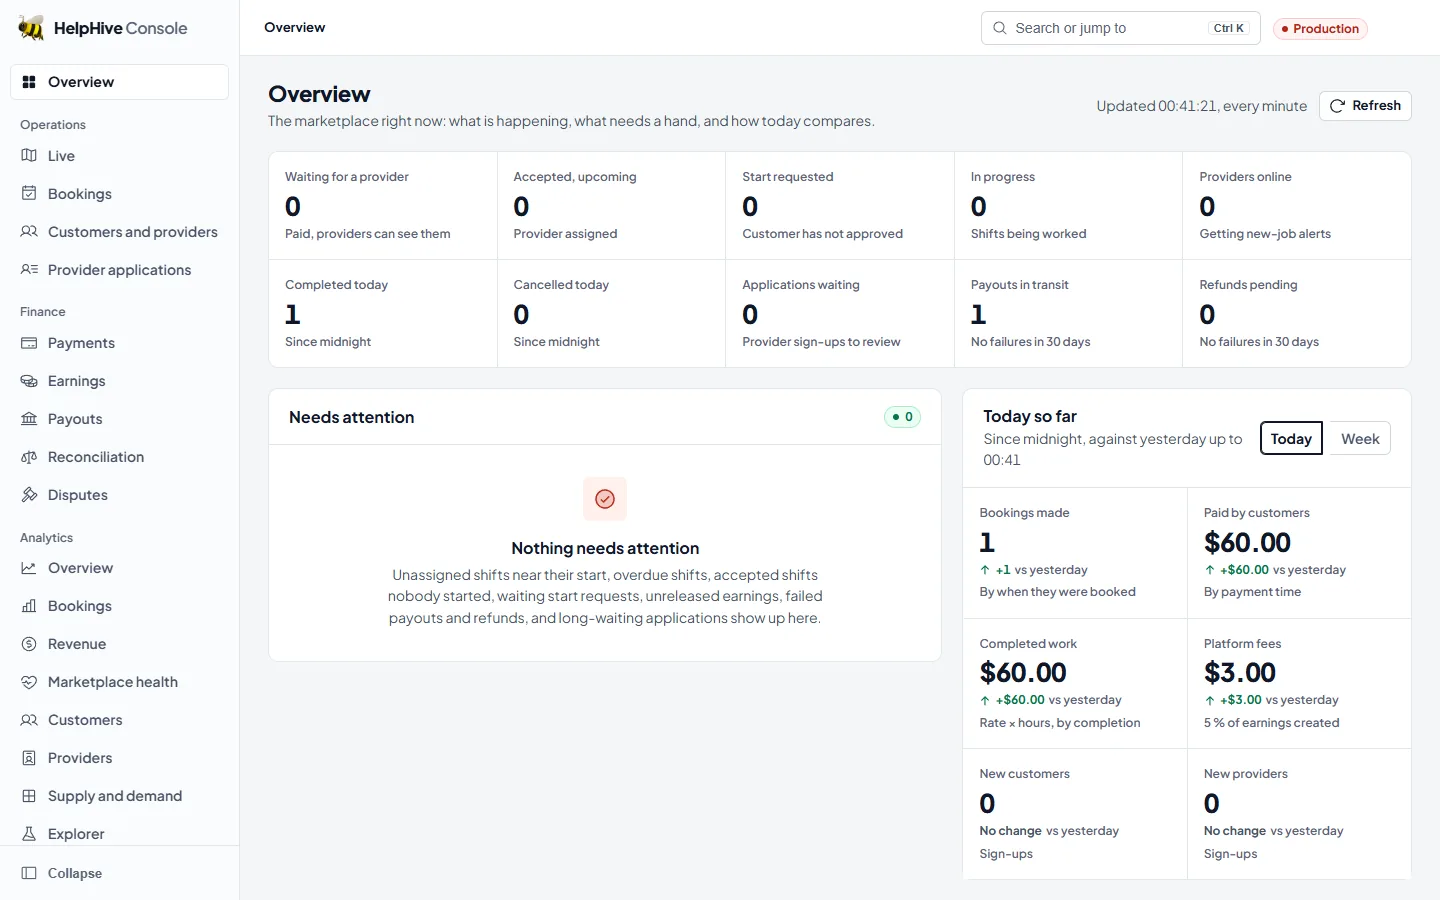 HelpHive Console
Overview
Search or jump to
Ctrl K
Production
Overview
Operations
Live
Bookings
Customers and providers
Provider applications
Finance
Payments
Earnings
Payouts
Reconciliation
Disputes
Analytics
Overview
Bookings
Revenue
Marketplace health
Customers
Providers
Supply and demand
Explorer
Collapse
Overview
The marketplace right now: what is happening, what needs a hand, and how today compares.
Updated 00:41:21, every minute
Refresh
Waiting for a provider
0
Paid, providers can see them
Accepted, upcoming
0
Provider assigned
Start requested
0
Customer has not approved
In progress
0
Shifts being worked
Providers online
0
Getting new-job alerts
Completed today
1
Since midnight
Cancelled today
0
Since midnight
Applications waiting
0
Provider sign-ups to review
Payouts in transit
1
No failures in 30 days
Refunds pending
0
No failures in 30 days
Needs attention
0
Nothing needs attention
Unassigned shifts near their start, overdue shifts, accepted shifts
nobody started, waiting start requests, unreleased earnings, failed
payouts and refunds, and long-waiting applications show up here.
Today so far
Since midnight, against yesterday up to
00:41
Today
Week
Bookings made
1
↑ +1 vs yesterday
By when they were booked
Paid by customers
$60.00
↑ +$60.00 vs yesterday
By payment time
Completed work
$60.00
↑ +$60.00 vs yesterday
Rate × hours, by completion
Platform fees
$3.00
↑ +$3.00 vs yesterday
5 % of earnings created
New customers
0
No change vs yesterday
Sign-ups
New providers
0
No change vs yesterday
Sign-ups